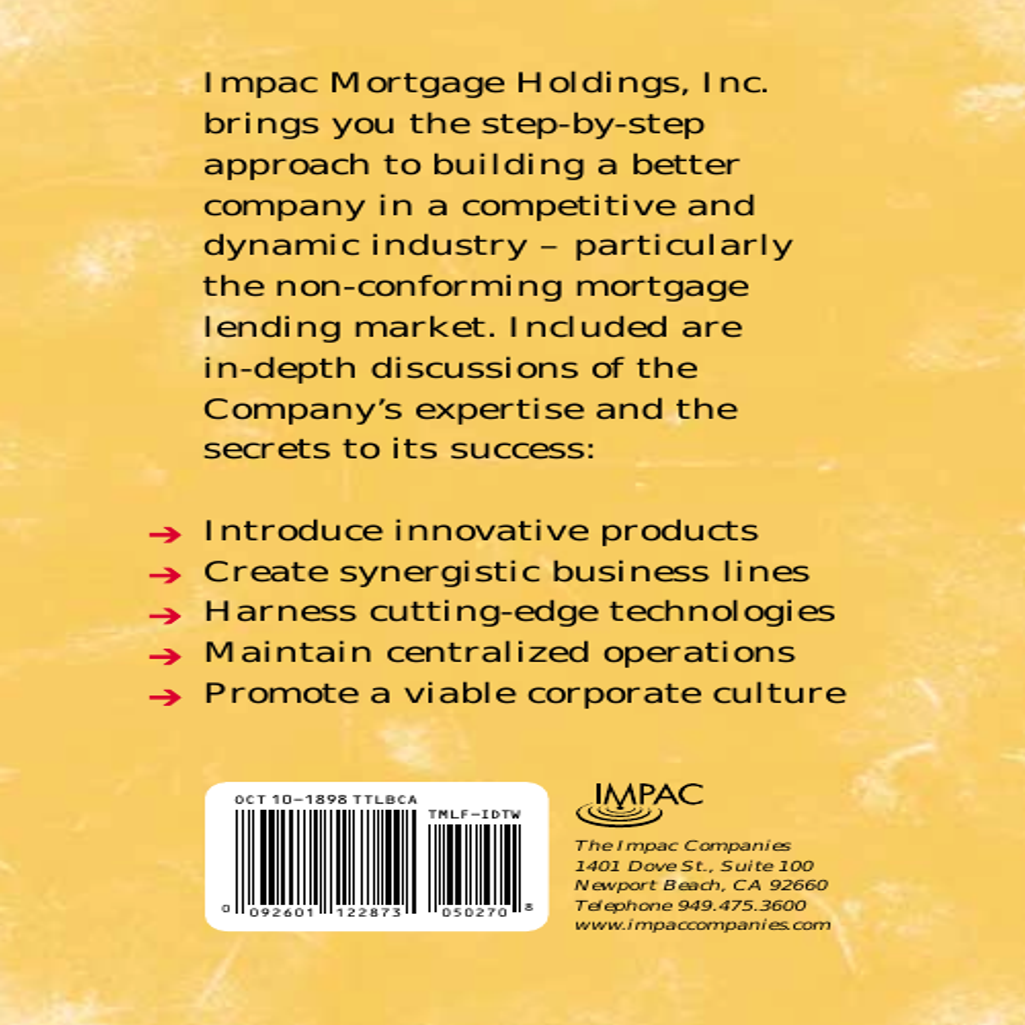 Impac Mortgage Holdings, Inc.
brings you the step-by-step
approach to building a better
company in a competitive and
dynamic industry – particularly
the non-conforming mortgage
lending market. Included are
in-depth discussions of the
Company’s expertise and the
secrets to its success:
➔ Introduce innovative products
➔ Create synergistic business lines
➔ Harness cutting-edge technologies
➔ Maintain centralized operations
➔ Promote a viable corporate culture
OCT 10-1898 TTLBCA
TMLF-IDTW
0 092601 122873 050270 8
IMPAC
The Impac Companies
1401 Dove St., Suite 100
Newport Beach, CA 92660
Telephone 949.475.3600
www.impaccompanies.com